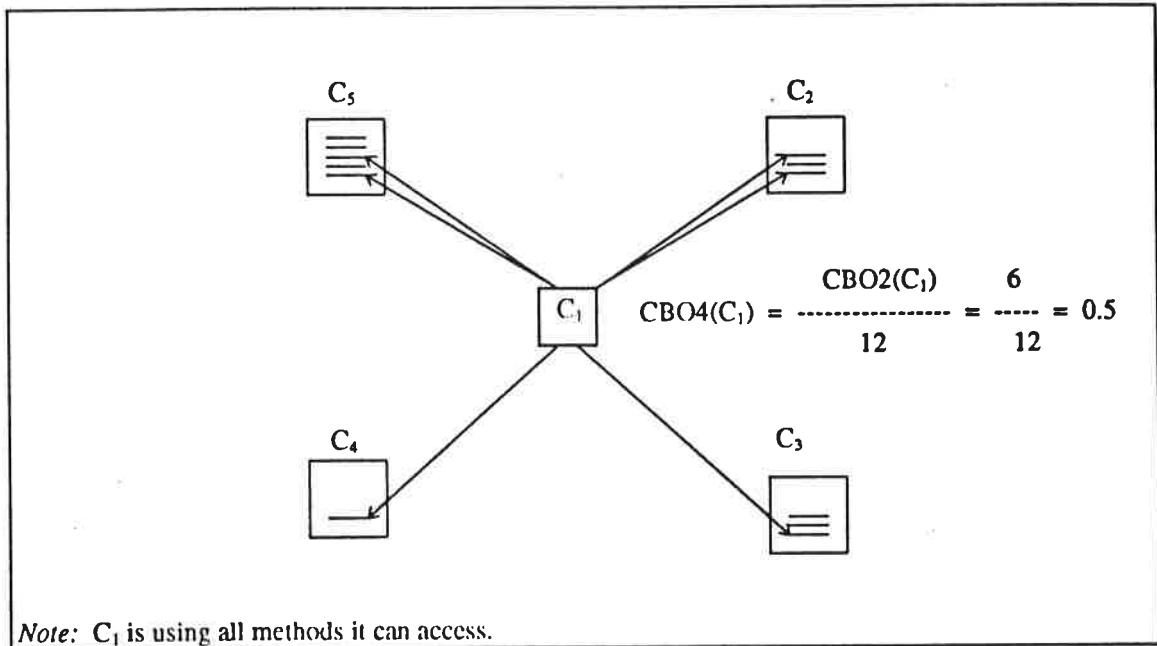 C₅
C₂
C₁
CBO2(C₁) 6
CBO4(C₁) = ----------------- = ----- = 0.5
12 12
C₄
C₃
Note: C₁ is using all methods it can access.